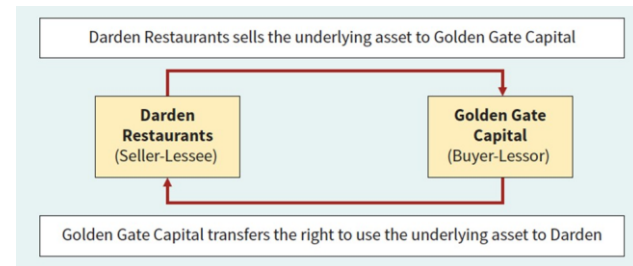 Darden Restaurants sells the underlying asset to Golden Gate Capital
Darden
Restaurants
(Seller-Lessee)
Golden Gate
Capital
(Buyer-Lessor)
Golden Gate Capital transfers the right to use the underlying asset to Darden